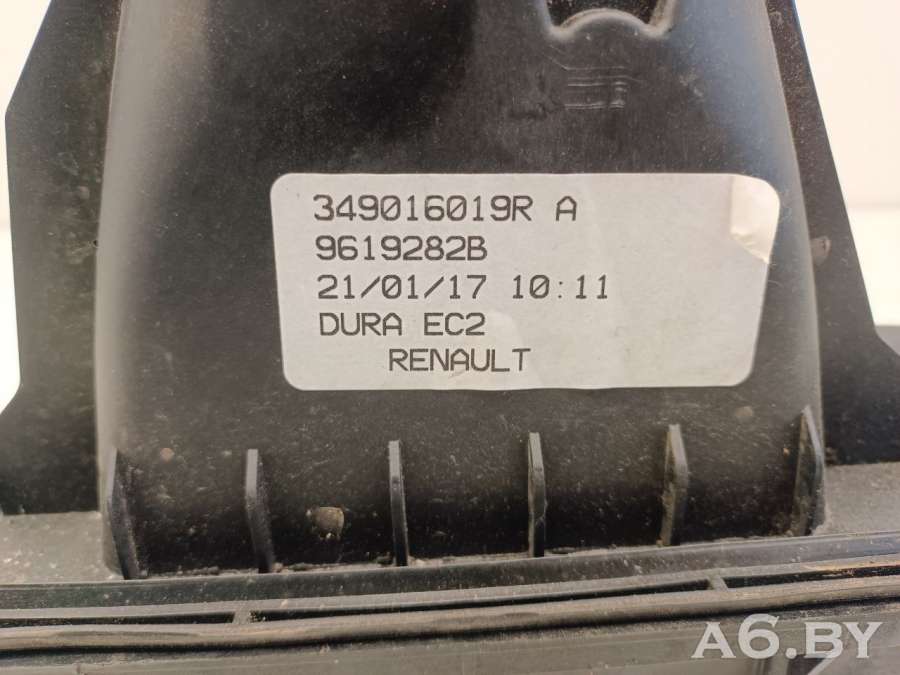 349016019R A
9619282B
21/01/17 10:11
DURA EC2
RENAULT
A6.BY